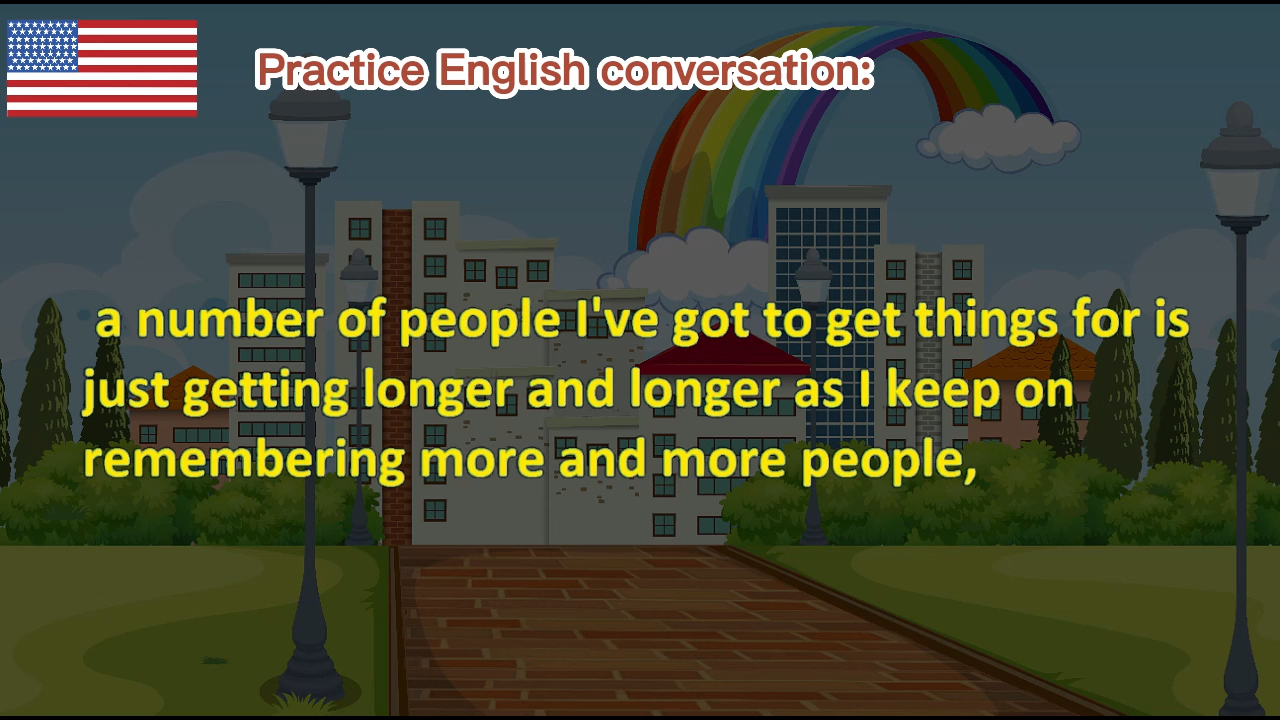 Practice English conversation:
a number of people I've got to get things for is
just getting longer and longer as I keep on
remembering more and more people,